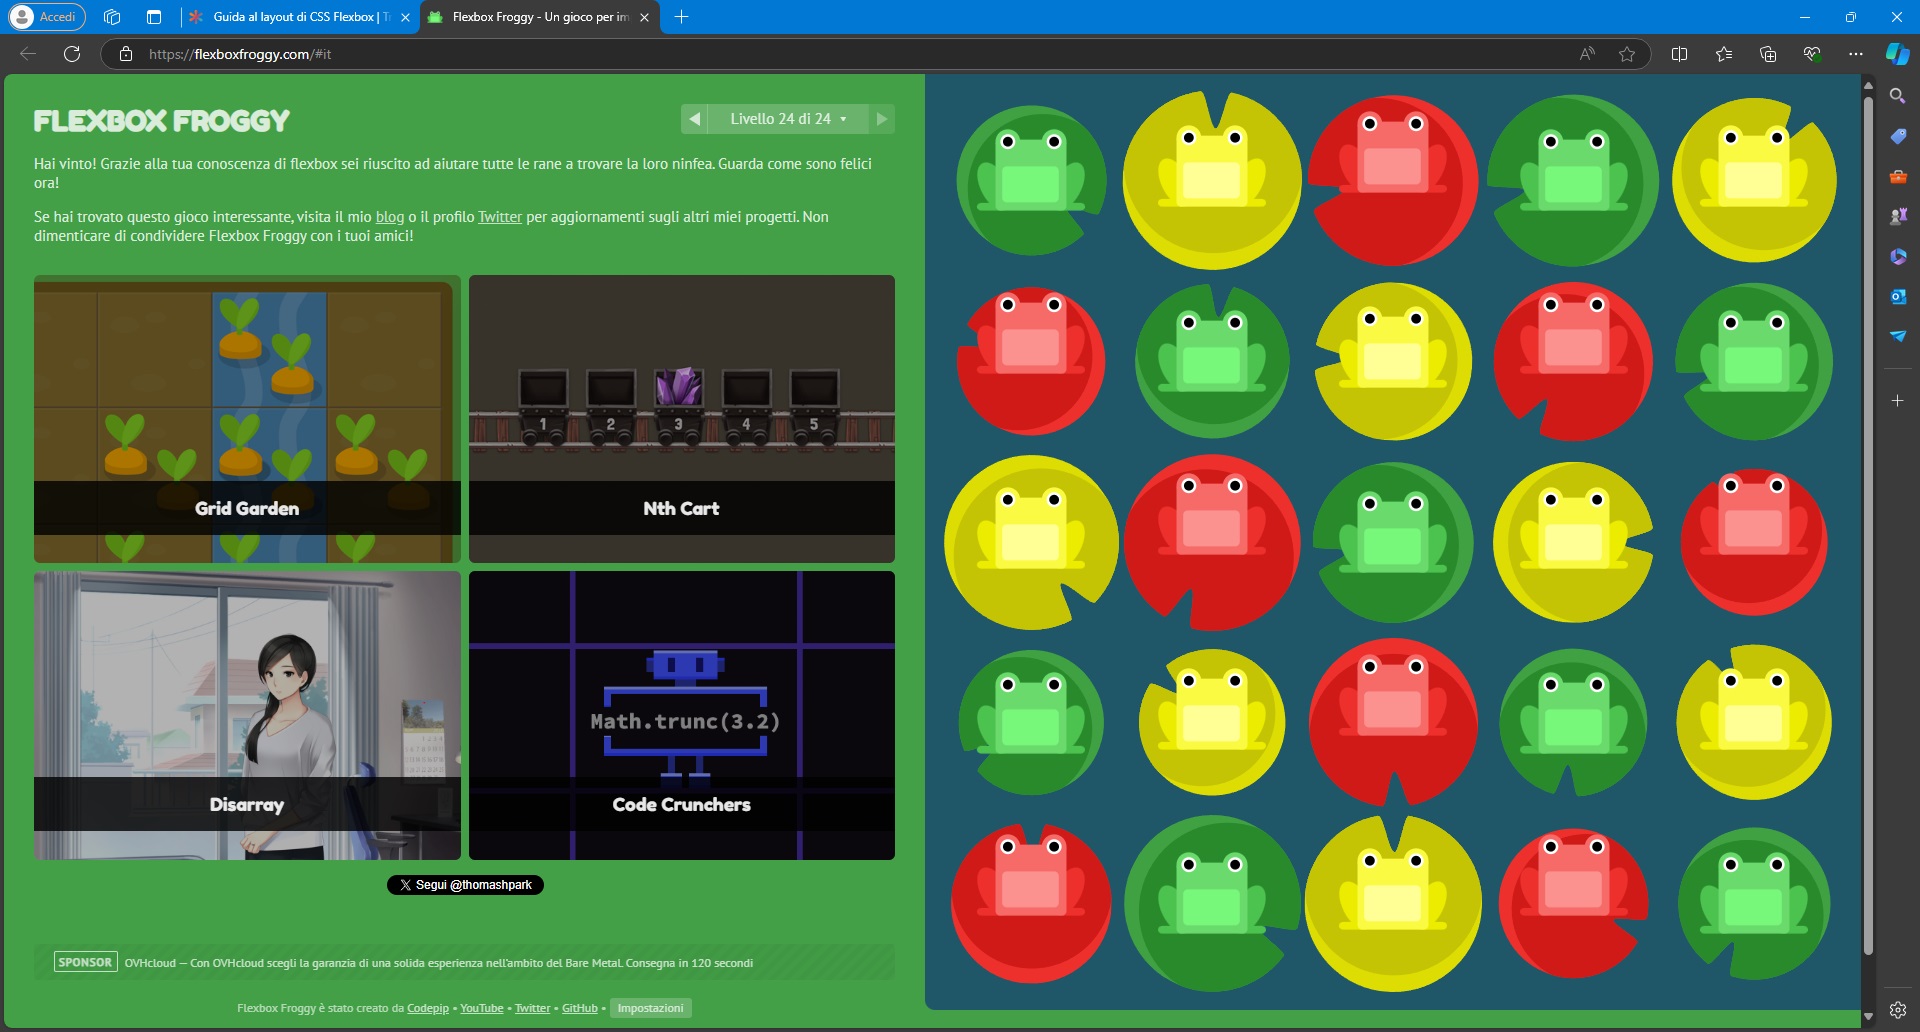 Accedi
Guida al layout di CSS Flexbox | Tr
Flexbox Froggy - Un gioco per im
https://flexboxfroggy.com/#it
FLEXBOX FROGGY
Livello 24 di 24
Hai vinto! Grazie alla tua conoscenza di flexbox sei riuscito ad aiutare tutte le rane a trovare la loro ninfea. Guarda come sono felici
ora!
Se hai trovato questo gioco interessante, visita il mio blog o il profilo Twitter per aggiornamenti sugli altri miei progetti. Non
dimenticare di condividere Flexbox Froggy con i tuoi amici!
1 2 3 4 5
Grid Garden
Nth Cart
Math.trunc(3.2)
Disarray
Code Crunchers
X Segui @thomashpark
SPONSOR OVHcloud — Con OVHcloud scegli la garanzia di una solida esperienza nell'ambito del Bare Metal. Consegna in 120 secondi
Flexbox Froggy è stato creato da Codepip • YouTube • Twitter • GitHub • Impostazioni